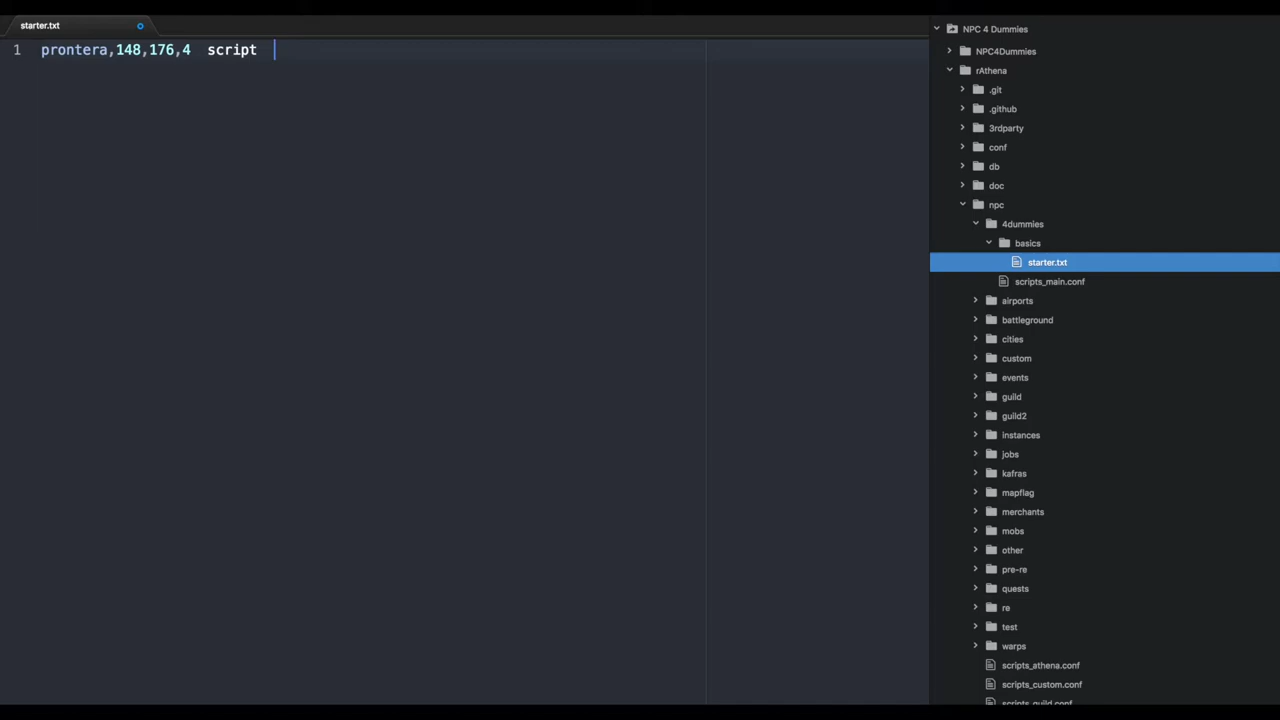 starter.txt
1 prontera,148,176,4 script
NPC 4 Dummies
NPC4Dummies
rAthena
.git
.github
3rdparty
conf
db
doc
npc
4dummies
basics
starter.txt
scripts_main.conf
airports
battleground
cities
custom
events
guild
guild2
instances
jobs
kafras
mapflag
merchants
mobs
other
pre-re
quests
re
test
warps
scripts_athena.conf
scripts_custom.conf
scripts_guild.conf